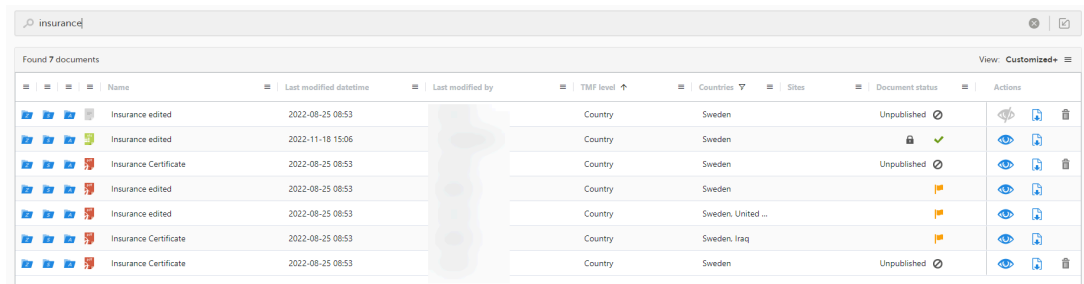 insurance
Found 7 documents View: Customized+
Name Last modified datetime Last modified by TMF level Countries Sites Document status Actions
Insurance edited 2022-08-25 08:53 Country Sweden Unpublished
Insurance edited 2022-11-18 15:06 Country Sweden
Insurance Certificate 2022-08-25 08:53 Country Sweden Unpublished
Insurance edited 2022-08-25 08:53 Country Sweden
Insurance edited 2022-08-25 08:53 Country Sweden, United ...
Insurance Certificate 2022-08-25 08:53 Country Sweden, Iraq
Insurance Certificate 2022-08-25 08:53 Country Sweden Unpublished